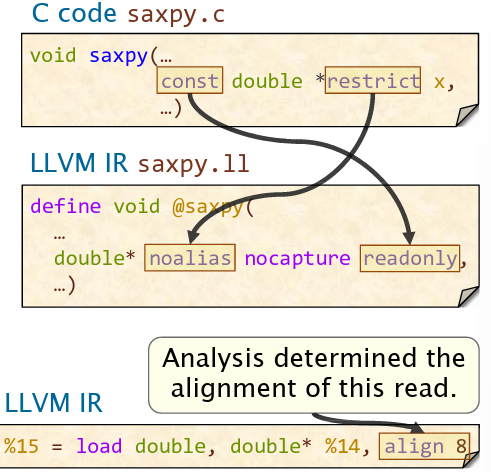 C code saxpy.c
void saxpy(…
const double *restrict x,
…)
LLVM IR saxpy.ll
define void @saxpy(
…
double* noalias nocapture readonly,
…)
Analysis determined the
alignment of this read.
LLVM IR
%15 = load double, double* %14, align 8